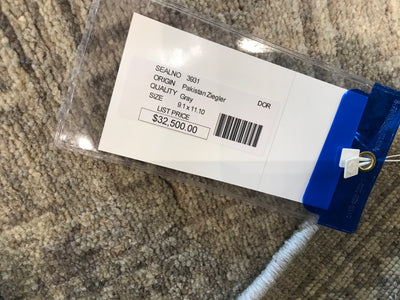 SEALNO 3931
ORIGIN Pakistan Ziegler DOR
QUALITY Gray
SIZE 9.1 x 11.10
LIST PRICE
$32,500.00